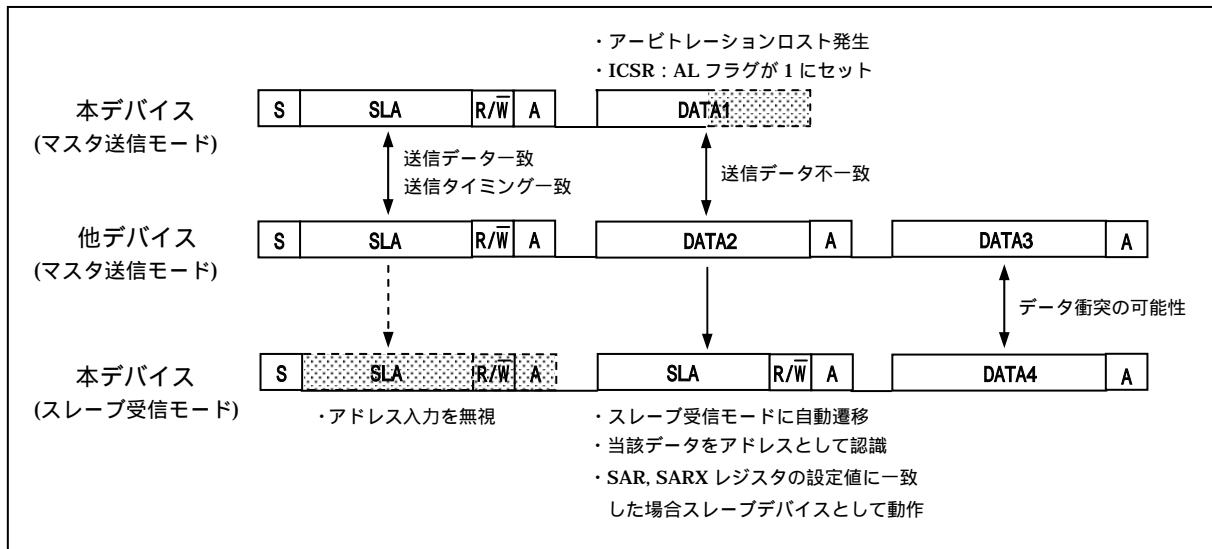 ・アービトレーションロスト発生
・ICSR：AL フラグが 1 にセット
本デバイス
(マスタ送信モード)
S SLA R/W̅ A DATA1
送信データ一致
送信タイミング一致
送信データ不一致
他デバイス
(マスタ送信モード)
S SLA R/W̅ A DATA2 A DATA3 A
データ衝突の可能性
本デバイス
(スレーブ受信モード)
S SLA R/W̅ A SLA R/W̅ A DATA4 A
・アドレス入力を無視
・スレーブ受信モードに自動遷移
・当該データをアドレスとして認識
・SAR, SARX レジスタの設定値に一致
した場合スレーブデバイスとして動作